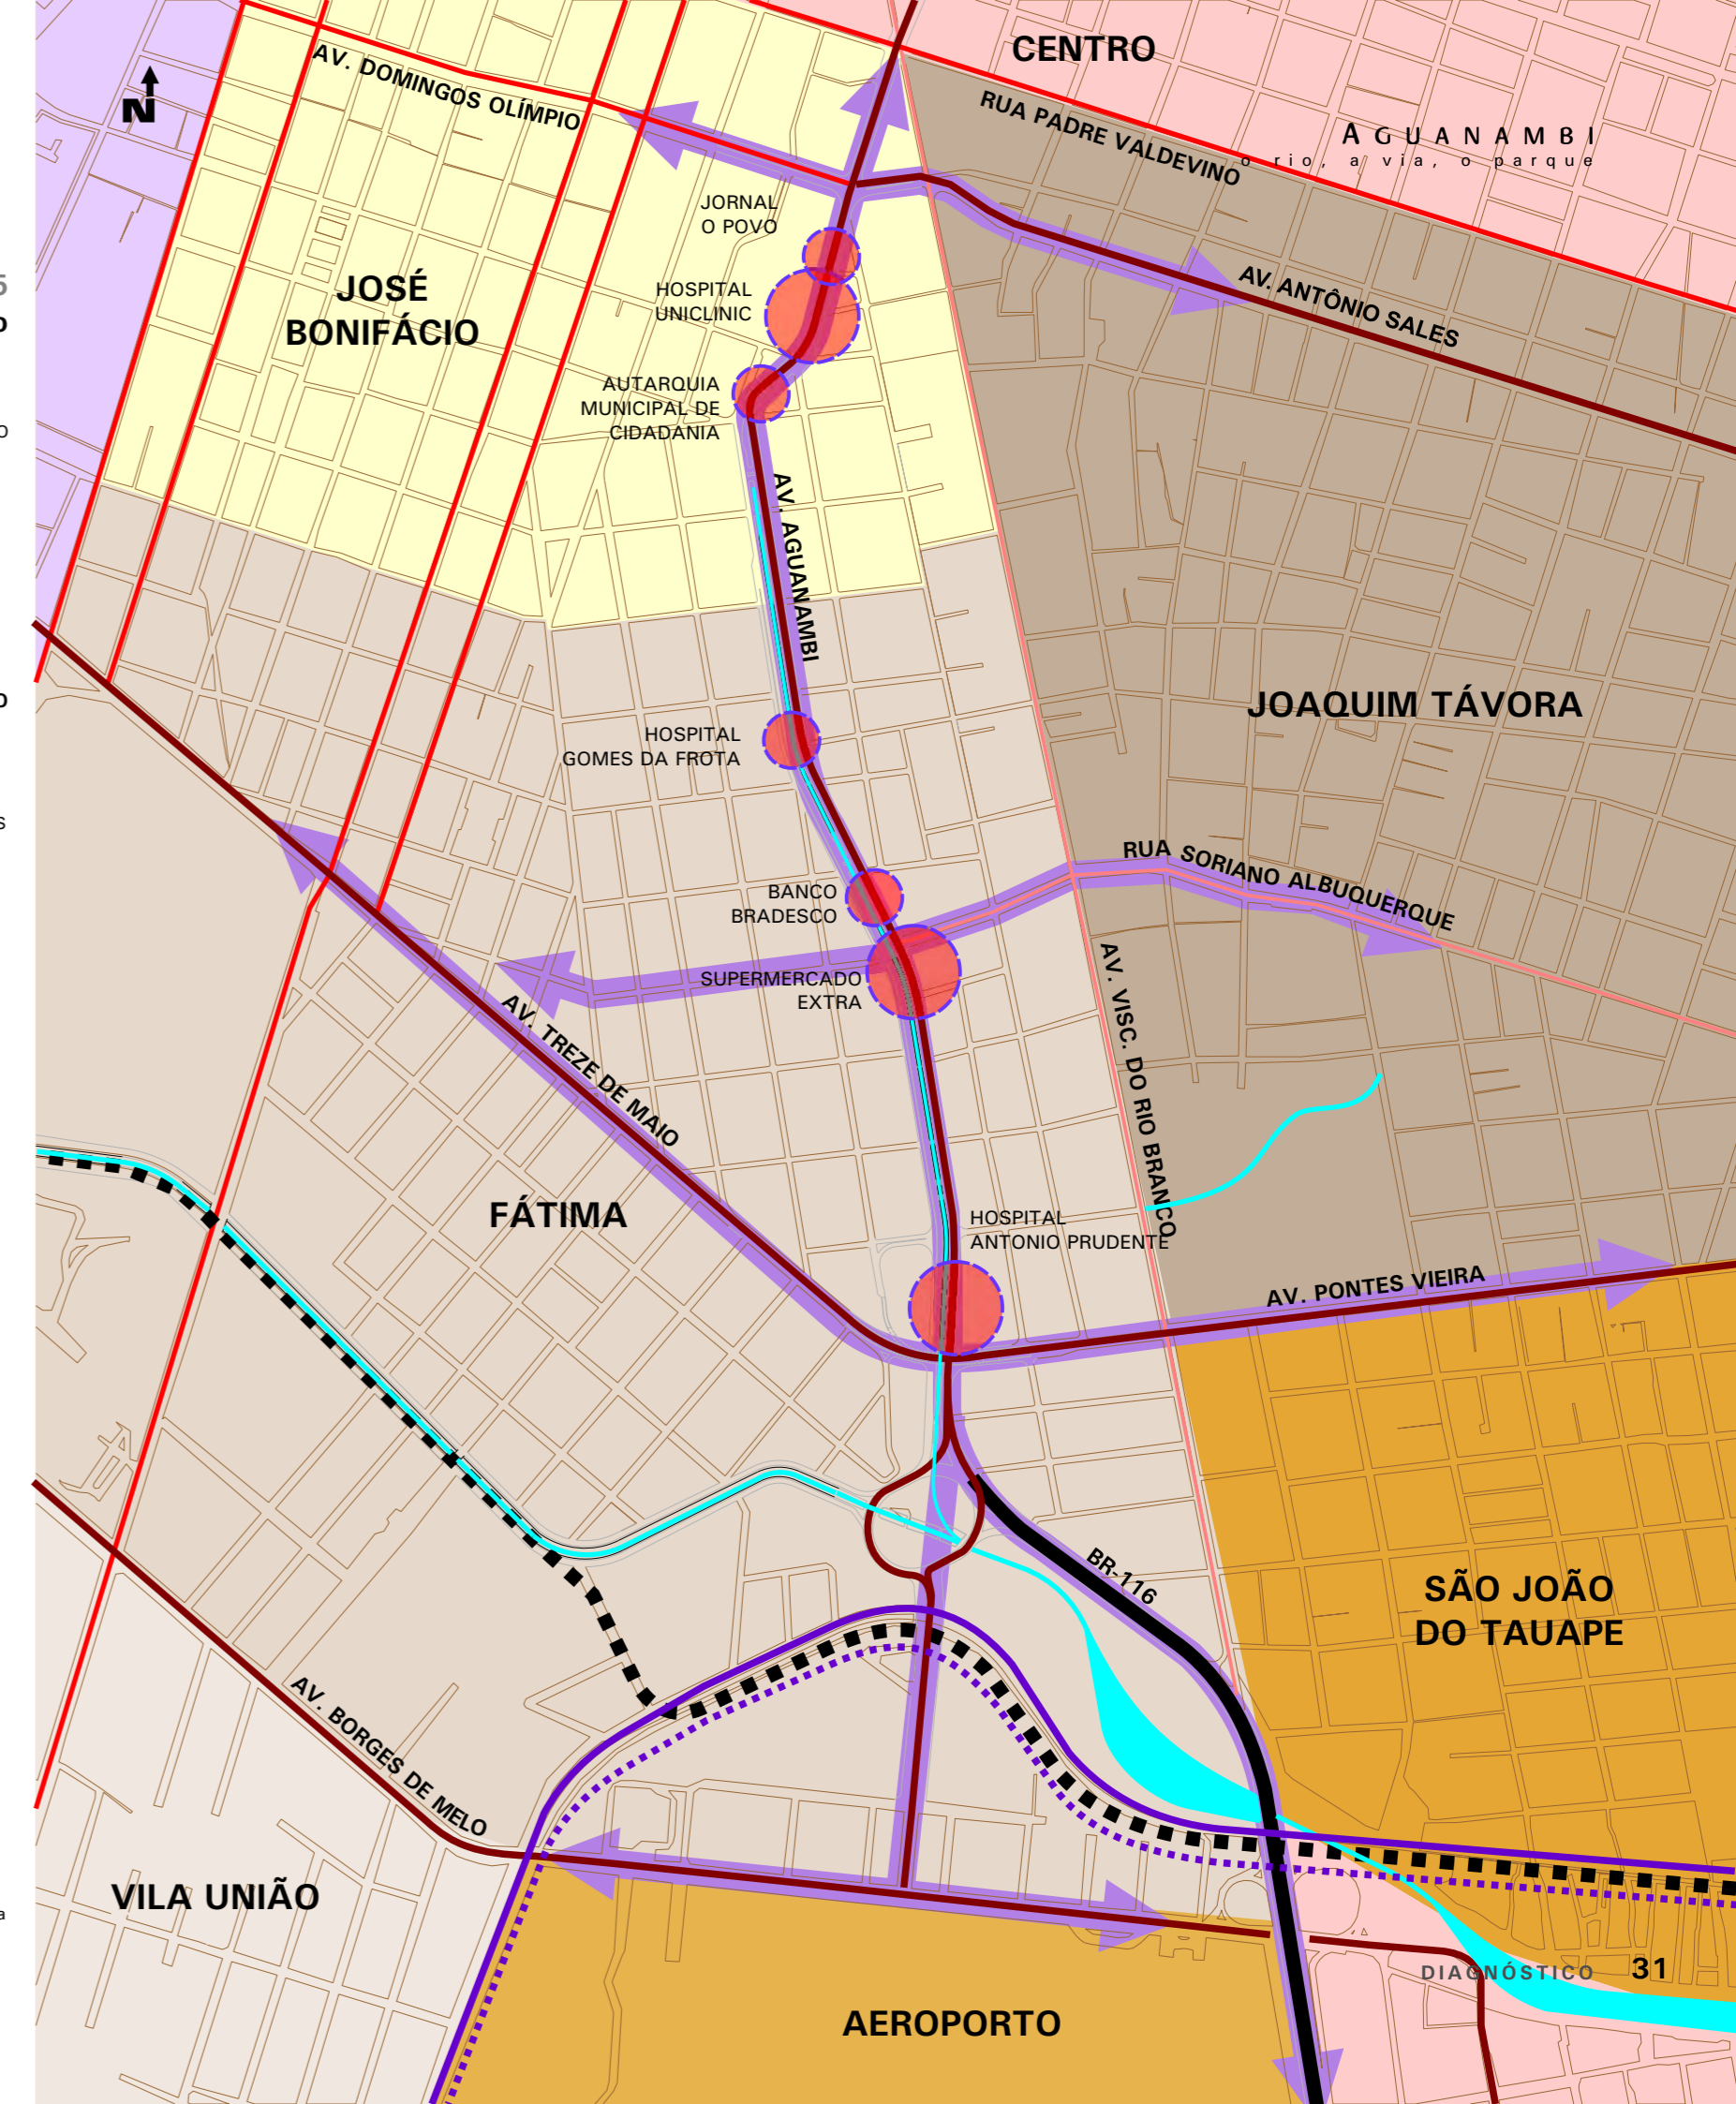 CENTRO
AV. DOMINGOS OLÍMPIO
N
RUA PADRE VALDEVINO
AGUANAMBI
o rio, a via, o parque
JORNAL
O POVO
AV. ANTÔNIO SALES
JOSÉ
BONIFÁCIO
HOSPITAL
UNICLINIC
AUTARQUIA
MUNICIPAL DE
CIDADANIA
AV. AGUANAMBI
JOAQUIM TÁVORA
HOSPITAL
GOMES DA FROTA
RUA SORIANO ALBUQUERQUE
BANCO
BRADESCO
SUPERMERCADO
EXTRA
AV. VISC. DO RIO BRANCO
AV. TREZE DE MAIO
FÁTIMA
HOSPITAL
ANTONIO PRUDENTE
AV. PONTES VIEIRA
BR-116
SÃO JOÃO
DO TAUAPE
AV. BORGES DE MELO
VILA UNIÃO
DIAGNÓSTICO 31
AEROPORTO